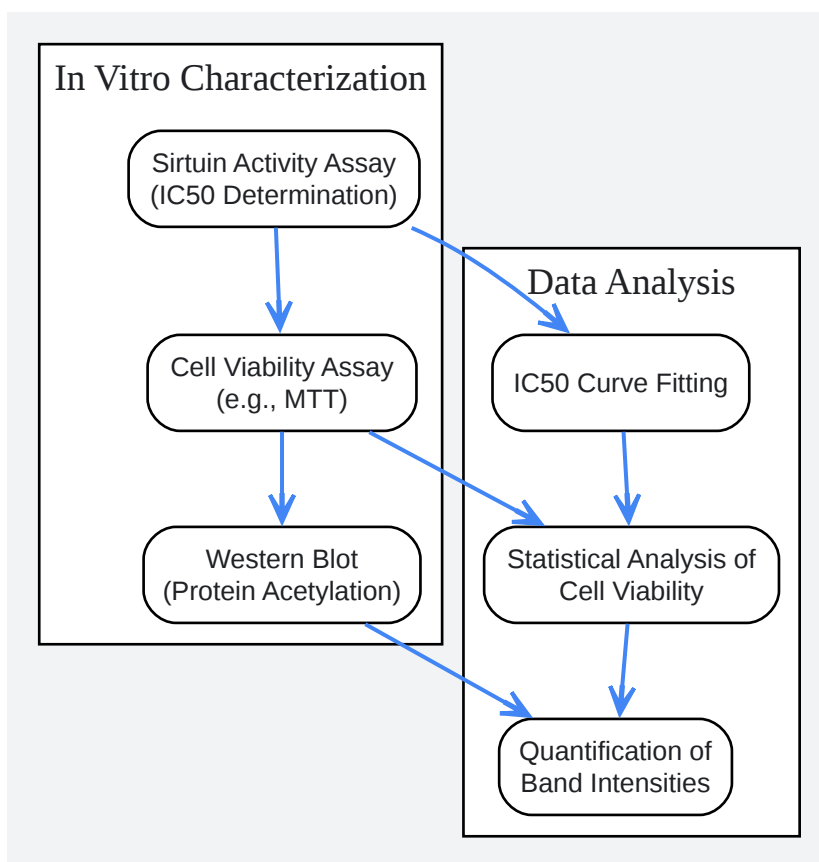 In Vitro Characterization
Sirtuin Activity Assay
(IC50 Determination)
Cell Viability Assay
(e.g., MTT)
Western Blot
(Protein Acetylation)
Data Analysis
IC50 Curve Fitting
Statistical Analysis of
Cell Viability
Quantification of
Band Intensities